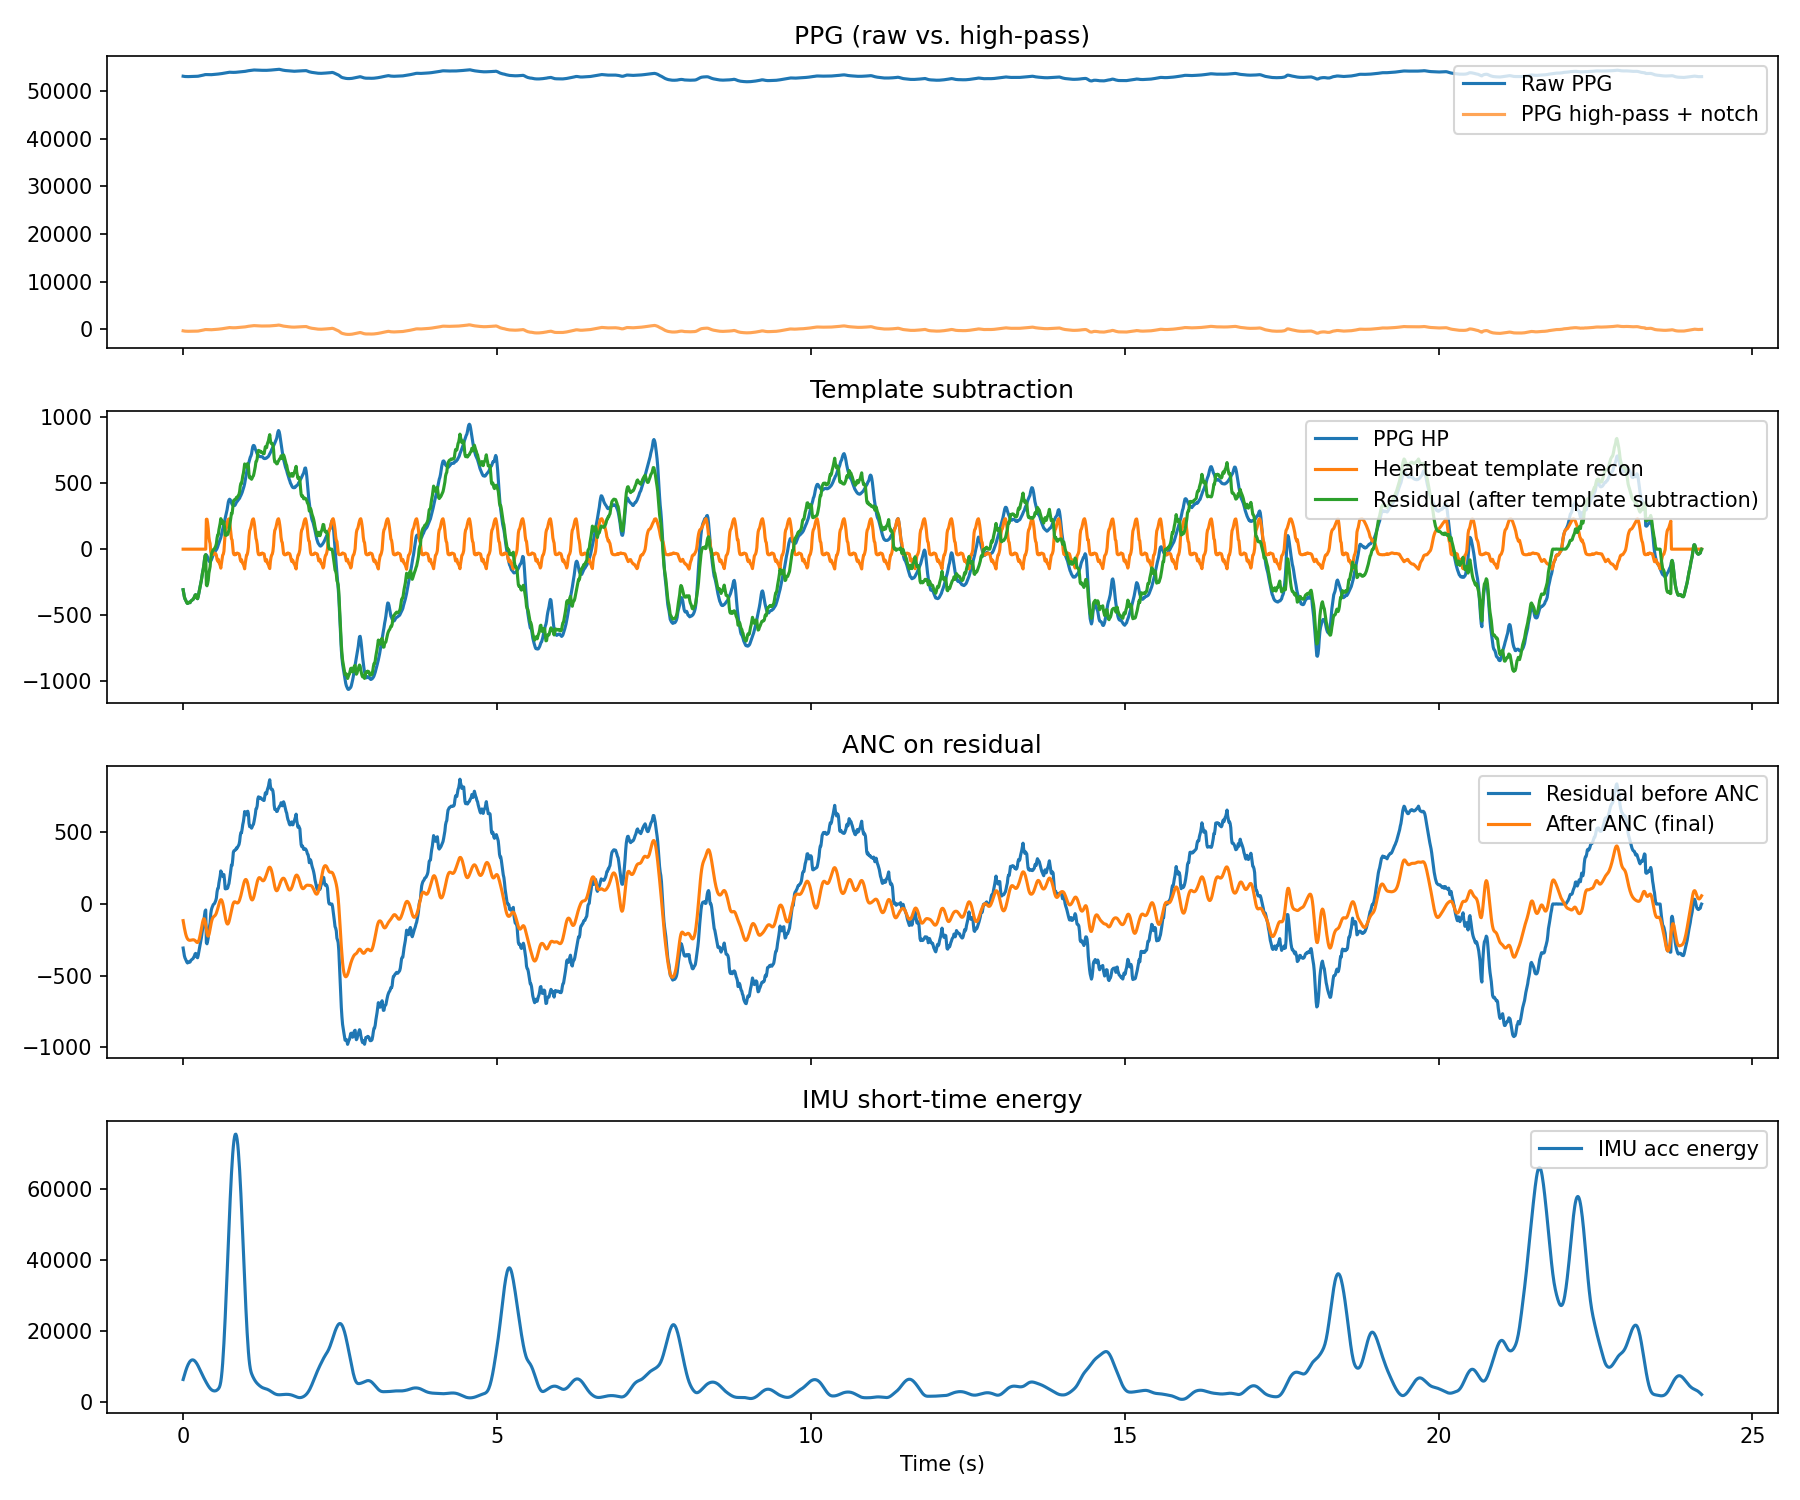 PPG (raw vs. high-pass)
50000
40000
30000
20000
10000
0
Raw PPG
PPG high-pass + notch
Template subtraction
1000
500
0
−500
−1000
PPG HP
Heartbeat template recon
Residual (after template subtraction)
ANC on residual
500
0
−500
−1000
Residual before ANC
After ANC (final)
IMU short-time energy
60000
40000
20000
0
IMU acc energy
0 5 10 15 20 25
Time (s)